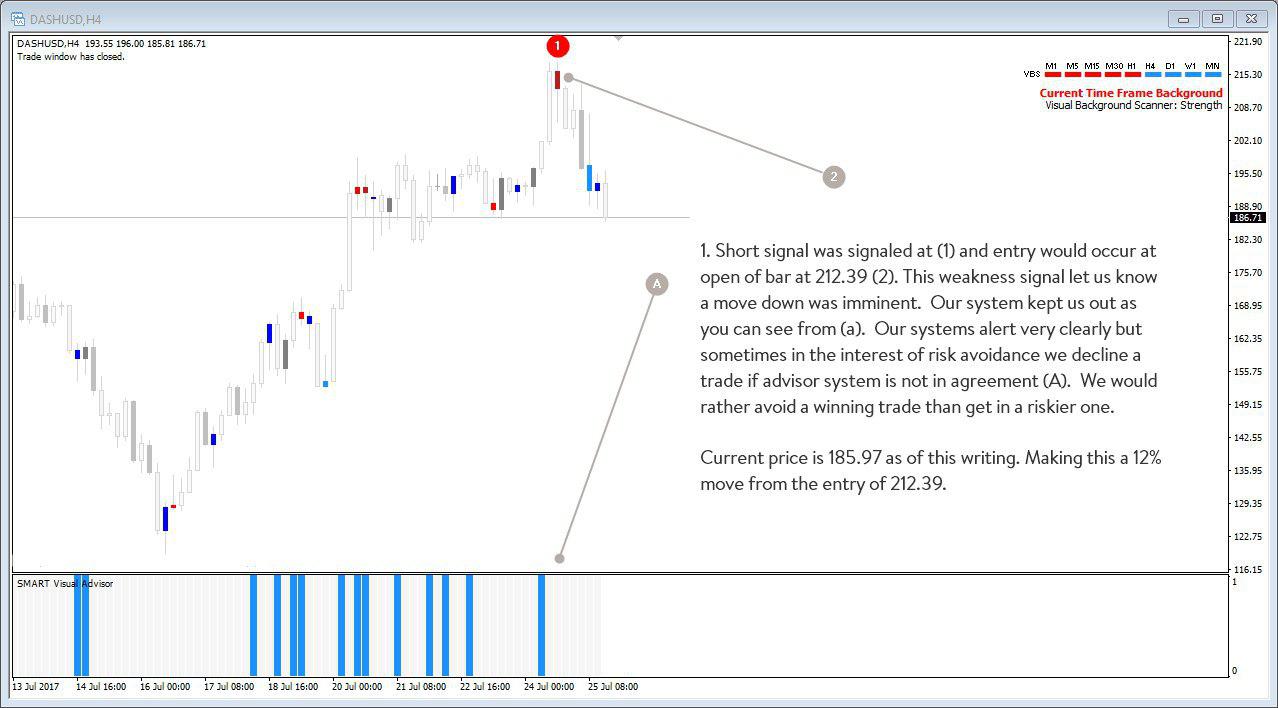 DASHUSD,H4
DASHUSD,H4 193.55 196.00 185.81 186.71
Trade window has closed.
1
M1 M5 M15 M30 H1 H4 D1 W1 MN
VBS
Current Time Frame Background
Visual Background Scanner: Strength
2
A
1. Short signal was signaled at (1) and entry would occur at
open of bar at 212.39 (2). This weakness signal let us know
a move down was imminent. Our system kept us out as
you can see from (a). Our systems alert very clearly but
sometimes in the interest of risk avoidance we decline a
trade if advisor system is not in agreement (A). We would
rather avoid a winning trade than get in a riskier one.
Current price is 185.97 as of this writing. Making this a 12%
move from the entry of 212.39.
221.90
215.30
208.70
202.10
195.50
188.90
186.71
182.30
175.70
168.95
162.35
155.75
149.15
142.55
135.95
129.35
122.75
116.15
SMART Visual Advisor
1
0
13 Jul 2017 14 Jul 16:00 16 Jul 00:00 17 Jul 08:00 18 Jul 16:00 20 Jul 00:00 21 Jul 08:00 22 Jul 16:00 24 Jul 00:00 25 Jul 08:00